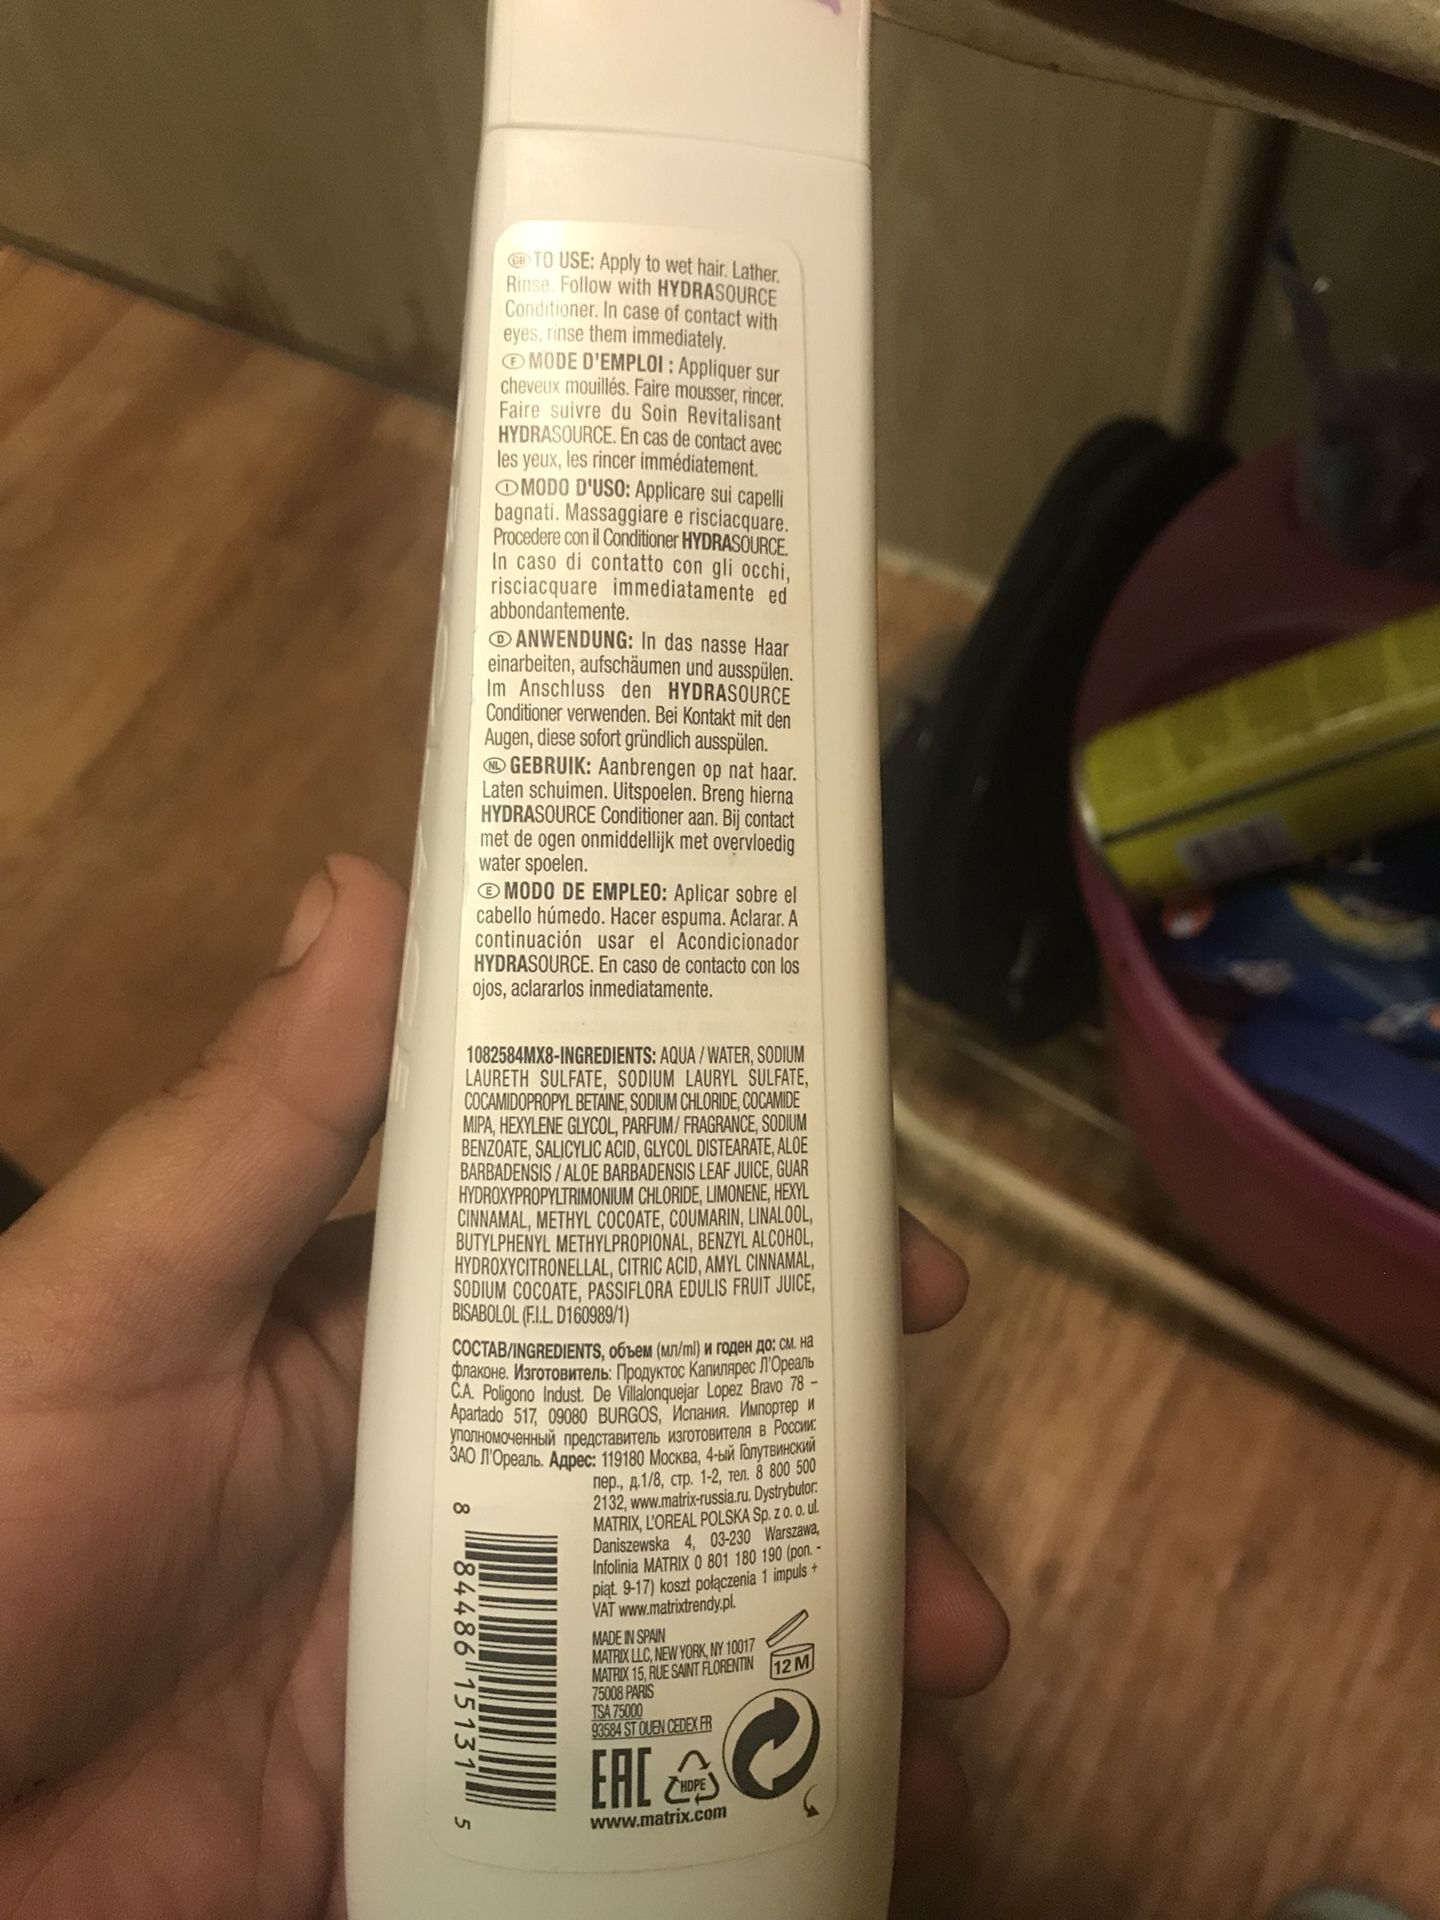 GB TO USE: Apply to wet hair. Lather.
Rinse. Follow with HYDRASOURCE
Conditioner. In case of contact with
eyes, rinse them immediately.
F MODE D'EMPLOI : Appliquer sur
cheveux mouillés. Faire mousser, rincer.
Faire suivre du Soin Revitalisant
HYDRASOURCE. En cas de contact avec
les yeux, les rincer immédiatement.
I MODO D'USO: Applicare sui capelli
bagnati. Massaggiare e risciacquare.
Procedere con il Conditioner HYDRASOURCE.
In caso di contatto con gli occhi,
risciacquare immediatamente ed
abbondantemente.
D ANWENDUNG: In das nasse Haar
einarbeiten, aufschäumen und ausspülen.
Im Anschluss den HYDRASOURCE
Conditioner verwenden. Bei Kontakt mit den
Augen, diese sofort gründlich ausspülen.
NL GEBRUIK: Aanbrengen op nat haar.
Laten schuimen. Uitspoelen. Breng hierna
HYDRASOURCE Conditioner aan. Bij contact
met de ogen onmiddellijk met overvloedig
water spoelen.
E MODO DE EMPLEO: Aplicar sobre el
cabello húmedo. Hacer espuma. Aclarar. A
continuación usar el Acondicionador
HYDRASOURCE. En caso de contacto con los
ojos, aclararlos inmediatamente.
1082584MX8-INGREDIENTS: AQUA / WATER, SODIUM
LAURETH SULFATE, SODIUM LAURYL SULFATE,
COCAMIDOPROPYL BETAINE, SODIUM CHLORIDE, COCAMIDE
MIPA, HEXYLENE GLYCOL, PARFUM / FRAGRANCE, SODIUM
BENZOATE, SALICYLIC ACID, GLYCOL DISTEARATE, ALOE
BARBADENSIS / ALOE BARBADENSIS LEAF JUICE, GUAR
HYDROXYPROPYLTRIMONIUM CHLORIDE, LIMONENE, HEXYL
CINNAMAL, METHYL COCOATE, COUMARIN, LINALOOL,
BUTYLPHENYL METHYLPROPIONAL, BENZYL ALCOHOL,
HYDROXYCITRONELLAL, CITRIC ACID, AMYL CINNAMAL,
SODIUM COCOATE, PASSIFLORA EDULIS FRUIT JUICE,
BISABOLOL (F.I.L. D160989/1)
СОСТАВ/INGREDIENTS, объем (мл/ml) и годен до: см. на
флаконе. Изготовитель: Продуктос Капилярес Л'Ореаль
С.А. Poligono Indust. De Villalonquejar Lopez Bravo 78 –
Apartado 517, 09080 BURGOS, Испания. Импортер и
уполномоченный представитель изготовителя в России:
ЗАО Л'Ореаль. Адрес: 119180 Москва, 4-ый Голутвинский
пер., д.1/8, стр. 1-2, тел. 8 800 500
2132, www.matrix-russia.ru. Dystrybutor:
MATRIX, L'OREAL POLSKA Sp. z o. o. ul.
Daniszewska 4, 03-230 Warszawa,
Infolinia MATRIX 0 801 180 190 (pon. -
piąt. 9-17) koszt połączenia 1 impuls +
VAT www.matrixtrendy.pl.
MADE IN SPAIN
MATRIX LLC, NEW YORK, NY 10017
MATRIX 15, RUE SAINT FLORENTIN
75008 PARIS
TSA 75000
93584 ST OUEN CEDEX FR
12 M
EAC
HDPE
www.matrix.com
8 84486 15131 5